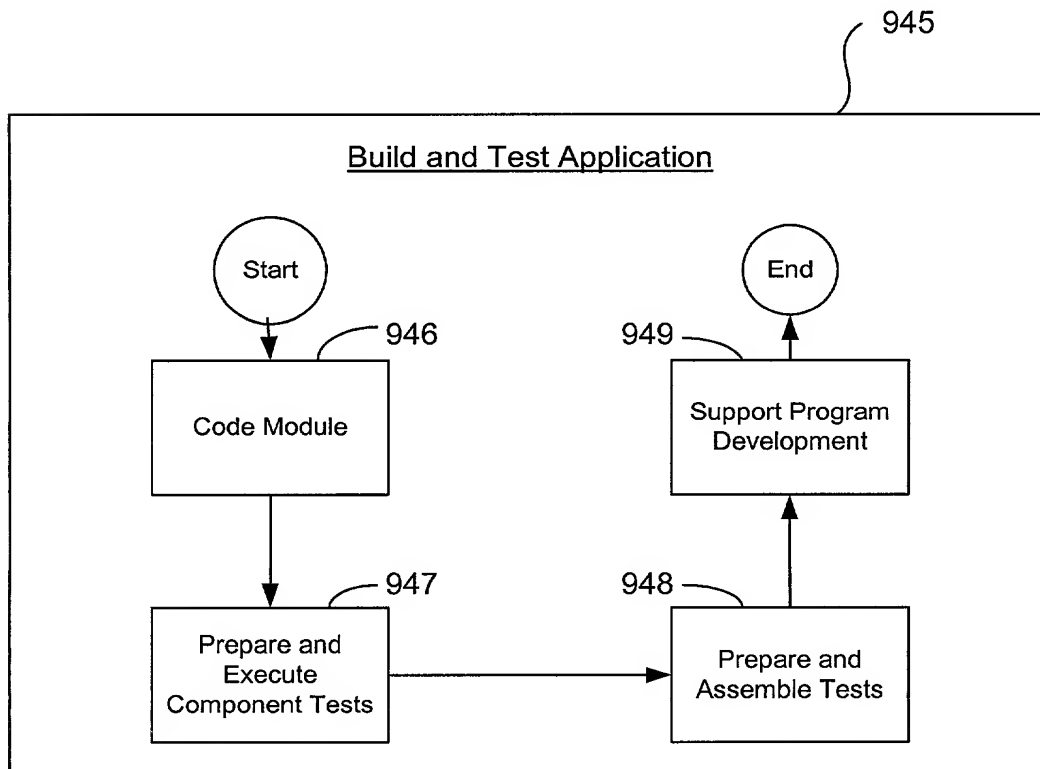 945
Build and Test Application
Start
End
946
949
Code Module
Support Program
Development
947
948
Prepare and
Execute
Component Tests
Prepare and
Assemble Tests